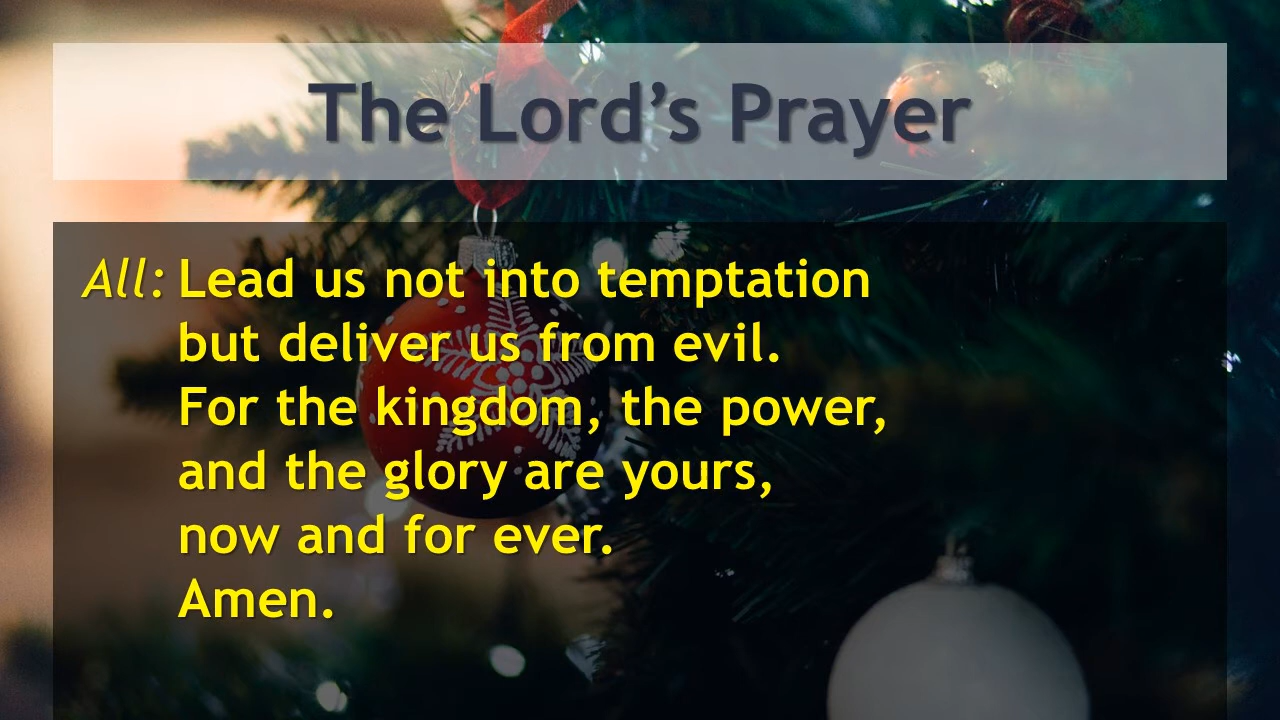 The Lord’s Prayer
All: Lead us not into temptation
but deliver us from evil.
For the kingdom, the power,
and the glory are yours,
now and for ever.
Amen.